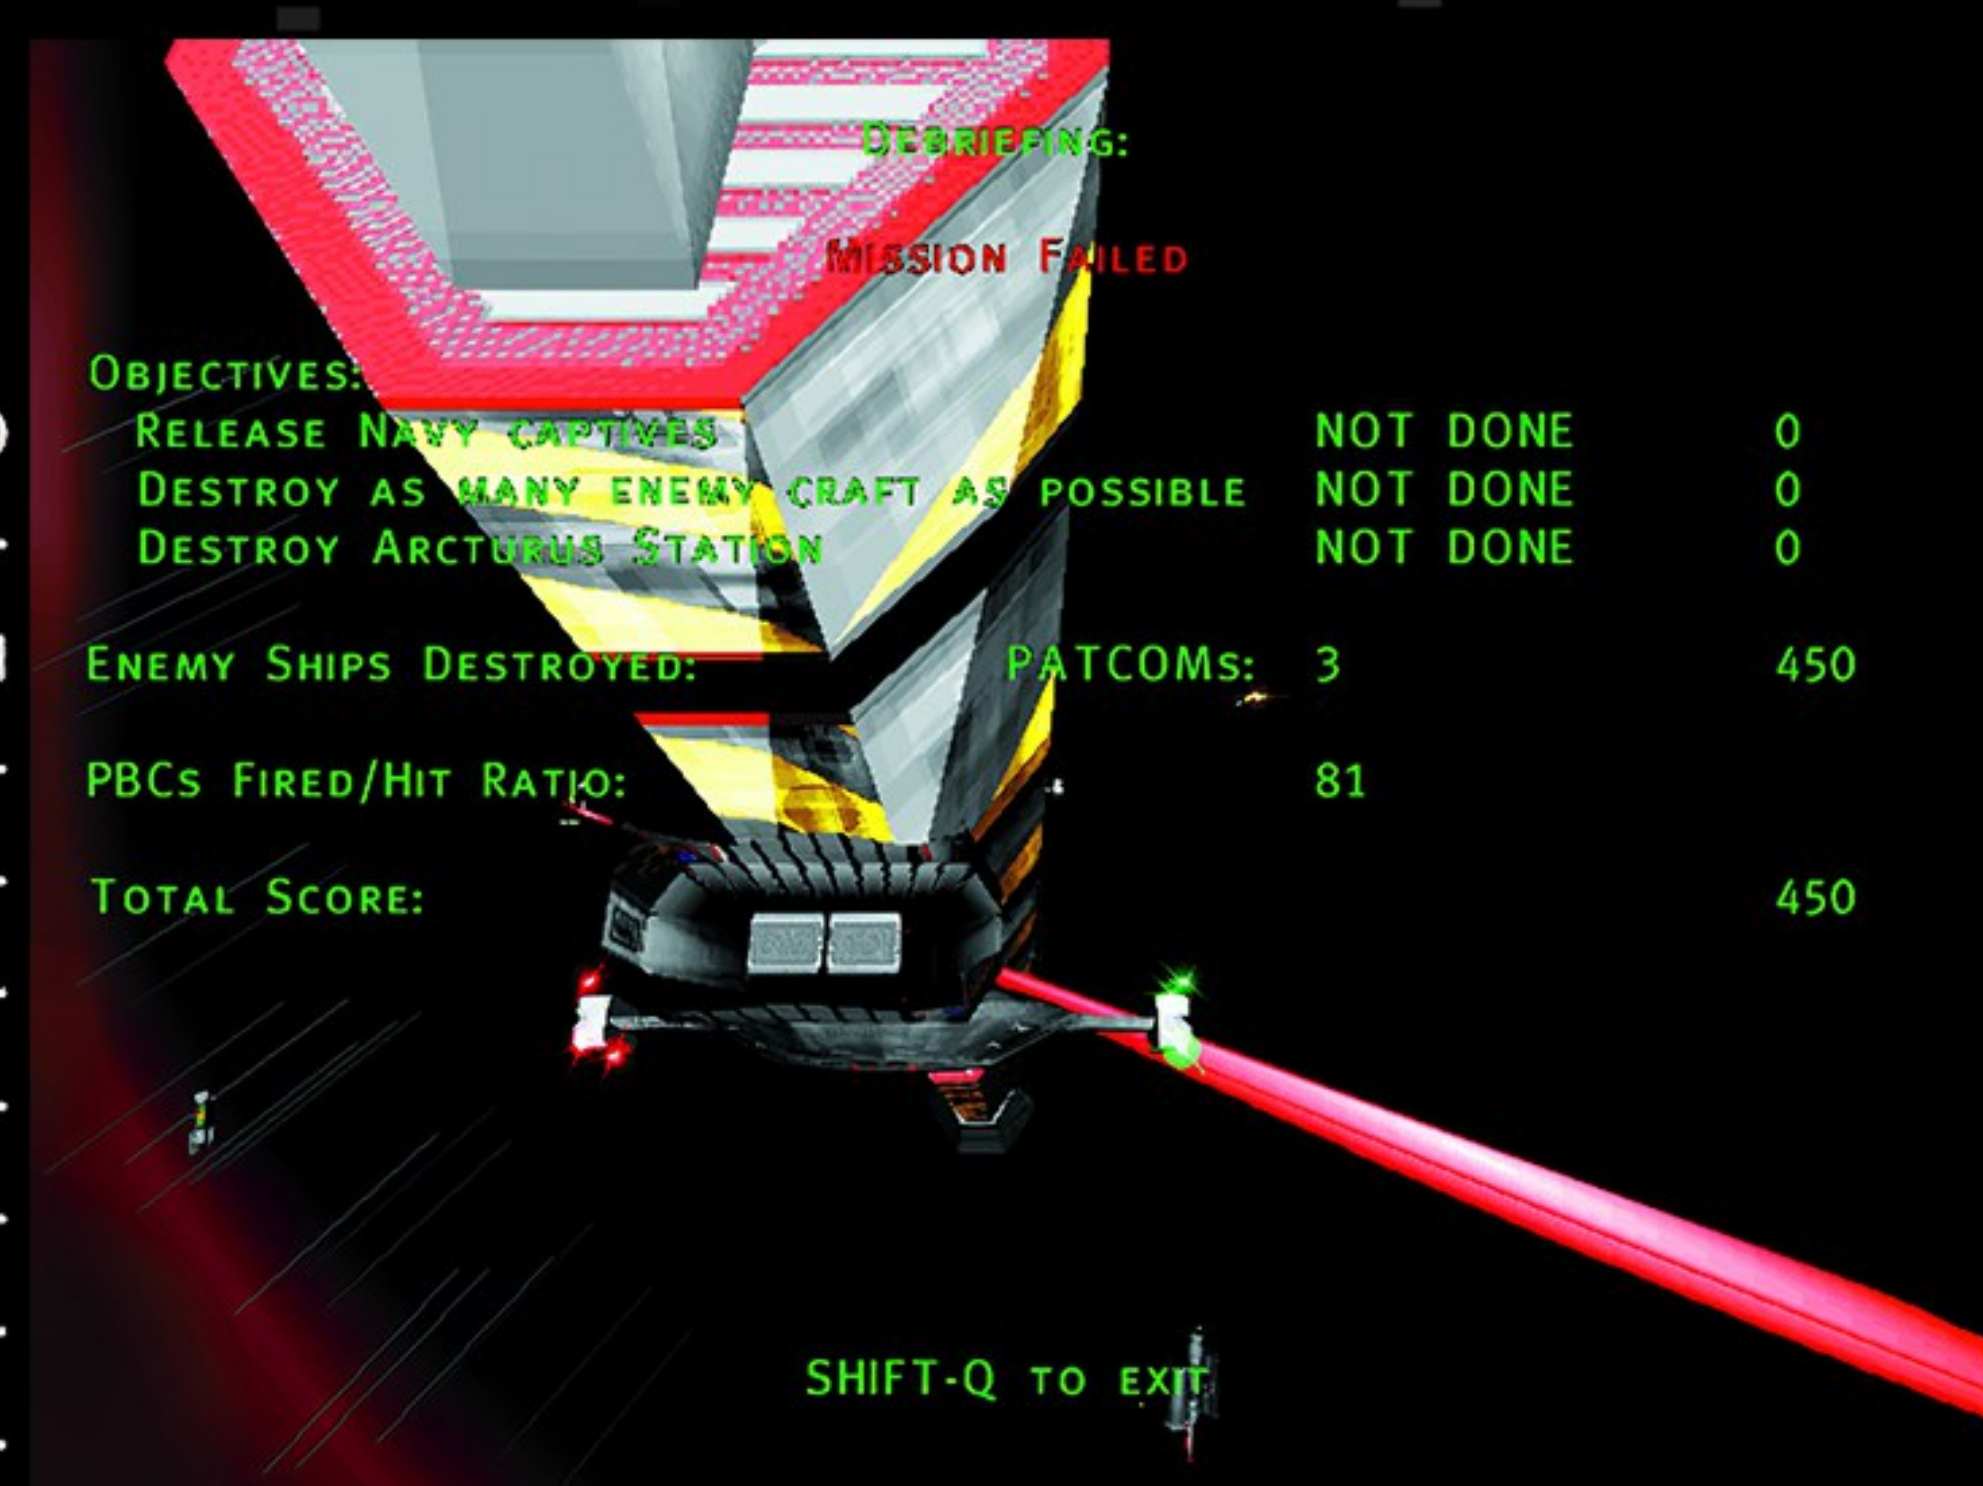 Debriefing:
Mission Failed
Objectives:
Release Navy captives NOT DONE 0
Destroy as many enemy craft as possible NOT DONE 0
Destroy Arcturus Station NOT DONE 0
Enemy Ships Destroyed: PATCOMs: 3 450
PBCs Fired/Hit Ratio: 81
Total Score: 450
SHIFT-Q to exit